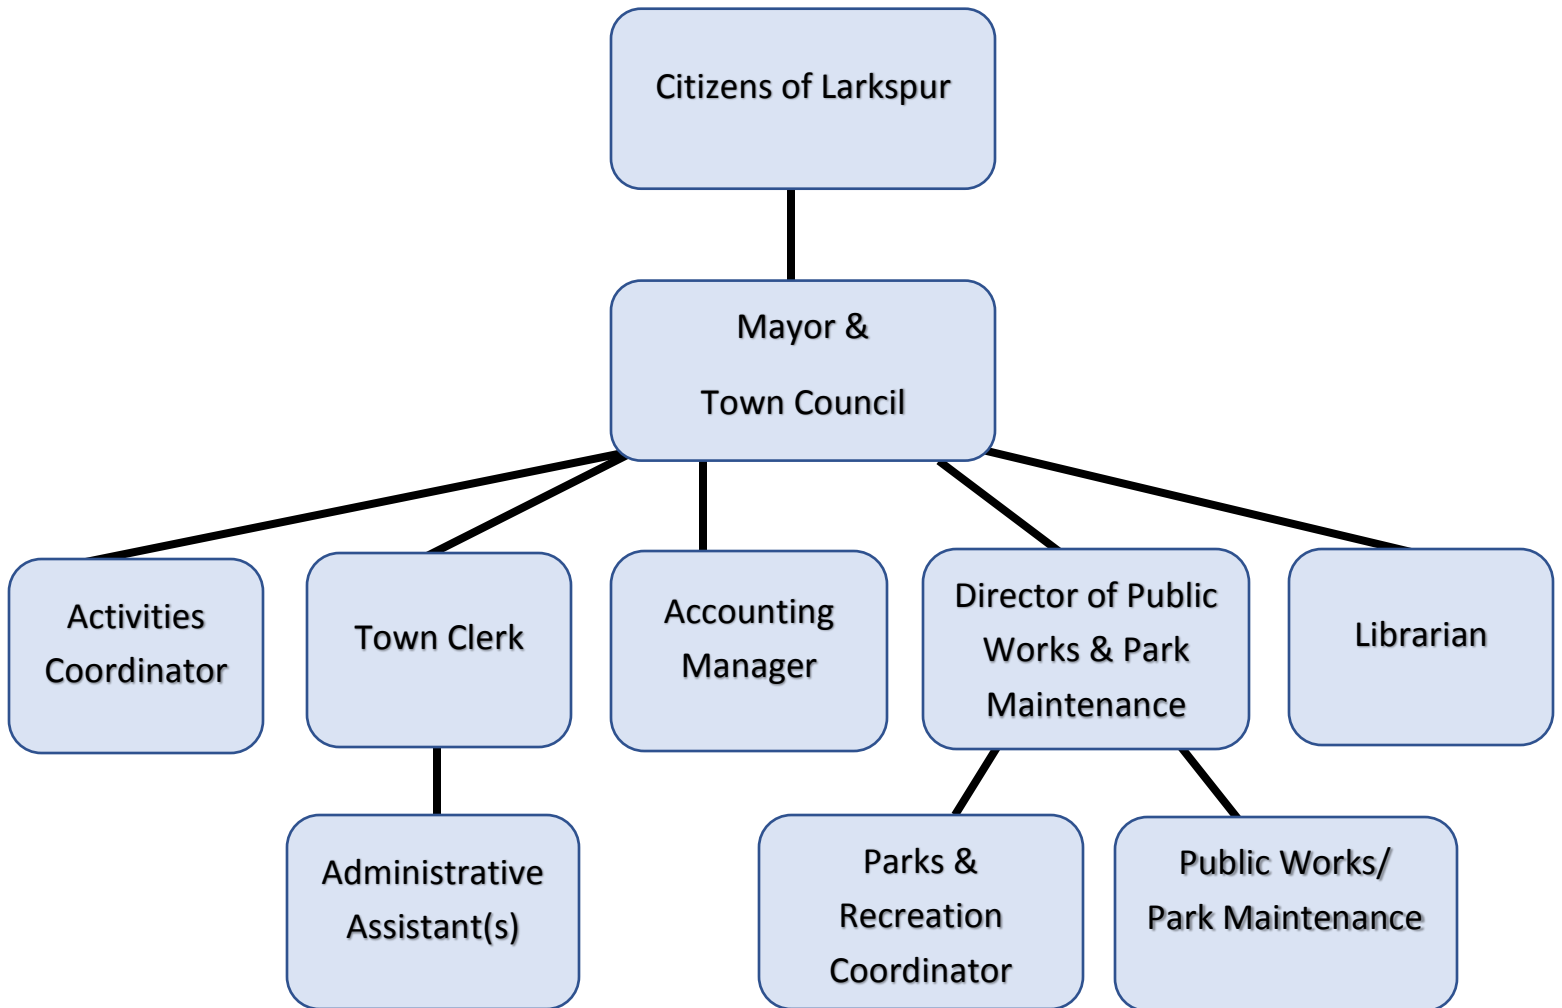 Citizens of Larkspur
Mayor &
Town Council
Activities
Coordinator
Town Clerk
Accounting
Manager
Director of Public
Works & Park
Maintenance
Librarian
Administrative
Assistant(s)
Parks &
Recreation
Coordinator
Public Works/
Park Maintenance